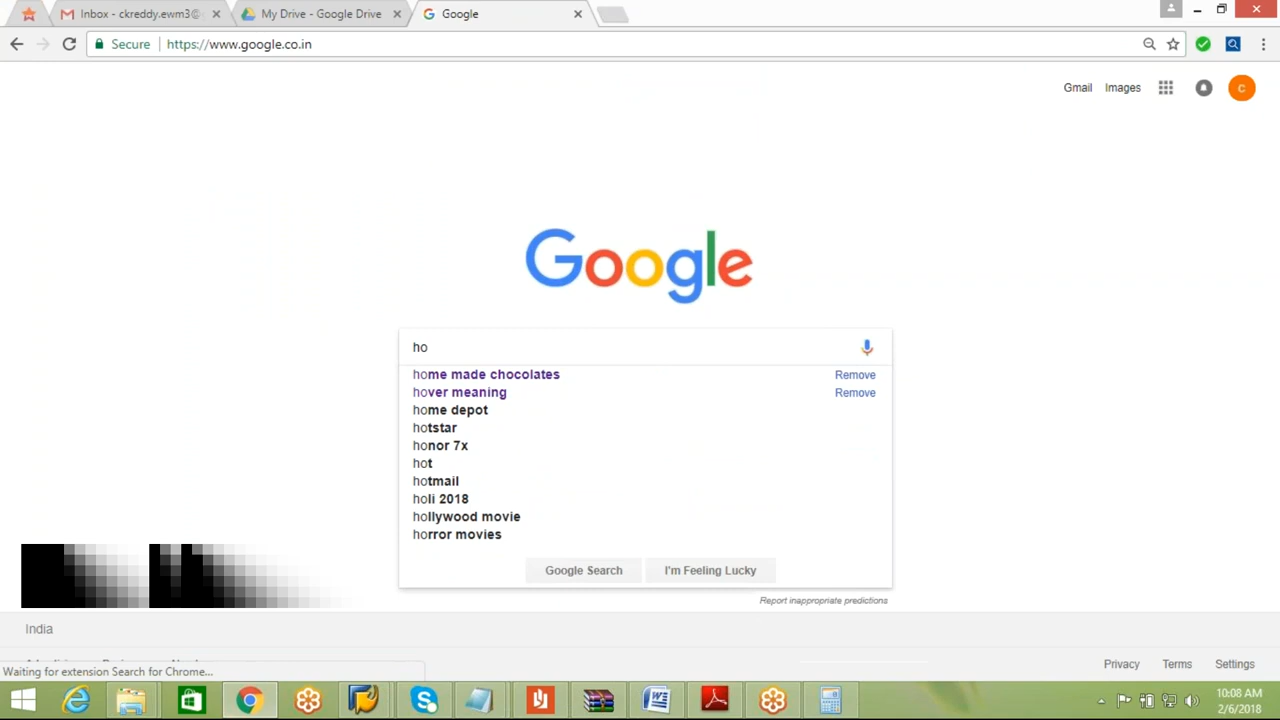 Inbox - ckreddy.ewm3@
My Drive - Google Drive
Google
Secure
https://www.google.co.in
Gmail
Images
C
Google
ho
home made chocolates
Remove
hover meaning
Remove
home depot
hotstar
honor 7x
hot
hotmail
holi 2018
hollywood movie
horror movies
Google Search
I'm Feeling Lucky
Report inappropriate predictions
India
Waiting for extension Search for Chrome...
Privacy
Terms
Settings
10:08 AM
2/6/2018